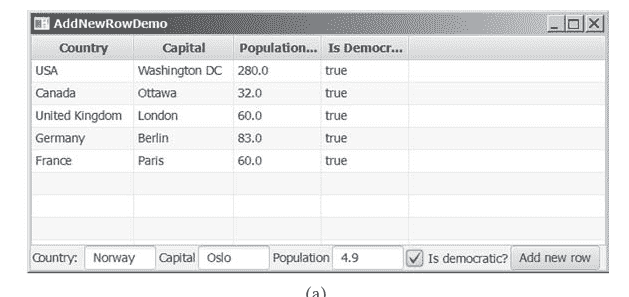 AddNewRowDemo
Country Capital Population... Is Democr...
USA Washington DC 280.0 true
Canada Ottawa 32.0 true
United Kingdom London 60.0 true
Germany Berlin 83.0 true
France Paris 60.0 true
Country: Norway Capital Oslo Population 4.9 Is democratic? Add new row
(a)